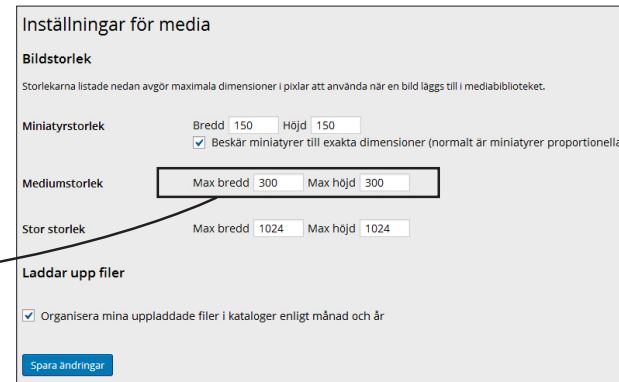 Inställningar för media
Bildstorlek
Storlekarna listade nedan avgör maximala dimensioner i pixlar att använda när en bild läggs till i mediabiblioteket.
Miniatyrstorlek Bredd 150 Höjd 150
Beskär miniatyrer till exakta dimensioner (normalt är miniatyrer proportionella
Mediumstorlek Max bredd 300 Max höjd 300
Stor storlek Max bredd 1024 Max höjd 1024
Laddar upp filer
Organisera mina uppladdade filer i kataloger enligt månad och år
Spara ändringar